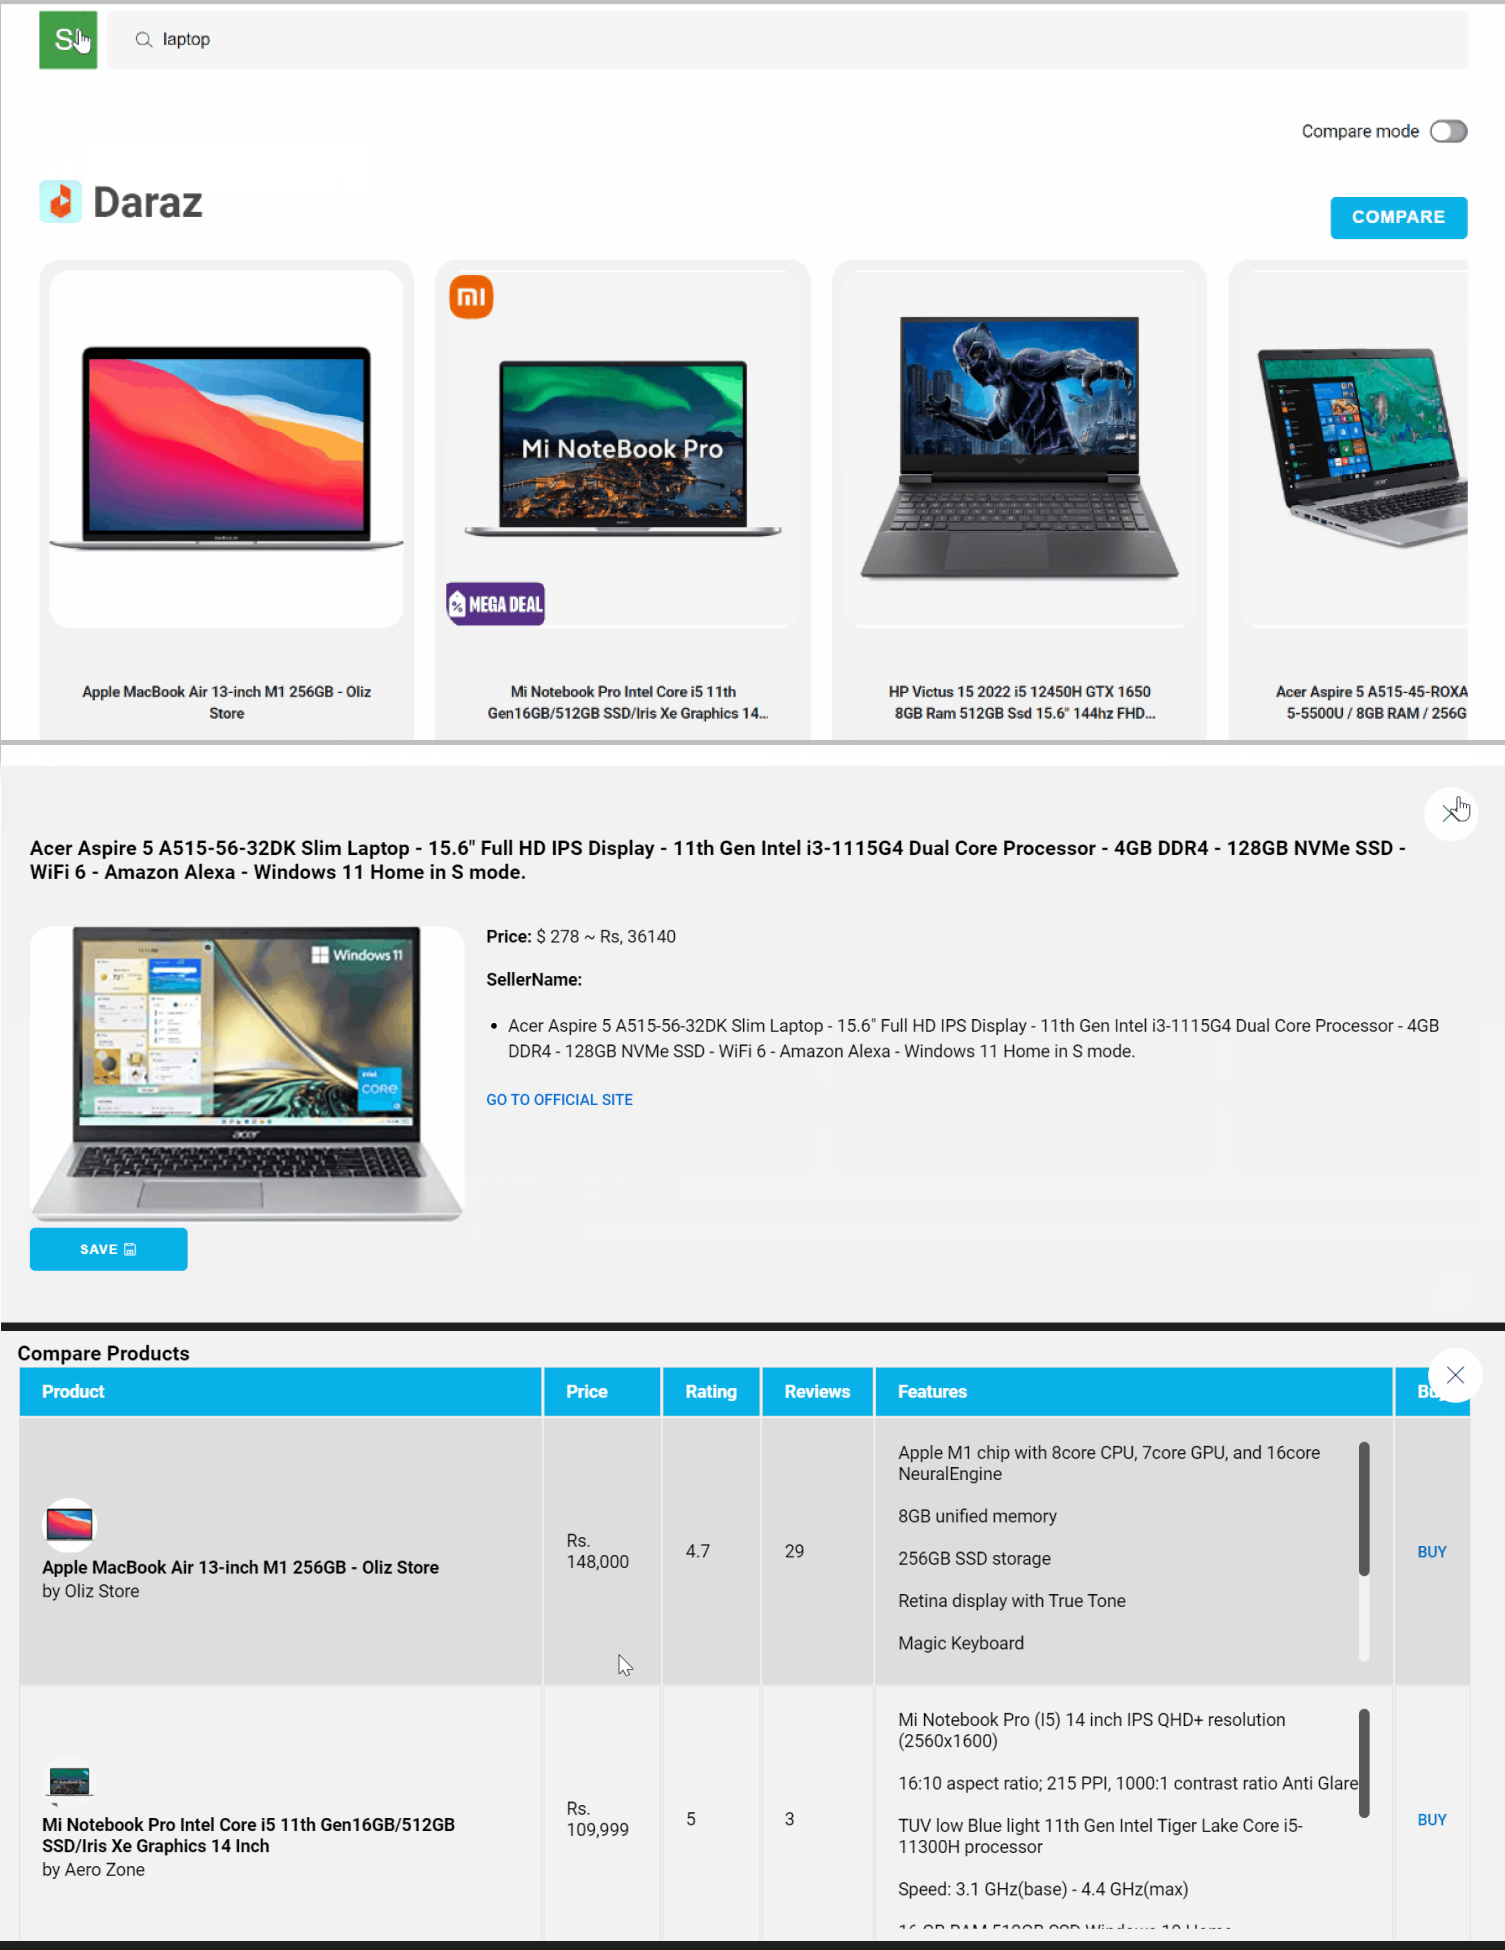 S
laptop
Compare mode
Daraz
COMPARE
mi
Mi NoteBook Pro
MEGA DEAL
Apple MacBook Air 13-inch M1 256GB - Oliz
Store
Mi Notebook Pro Intel Core i5 11th
Gen16GB/512GB SSD/Iris Xe Graphics 14...
HP Victus 15 2022 i5 12450H GTX 1650
8GB Ram 512GB Ssd 15.6" 144hz FHD...
Acer Aspire 5 A515-45-ROXA
5-5500U / 8GB RAM / 256G
Acer Aspire 5 A515-56-32DK Slim Laptop - 15.6" Full HD IPS Display - 11th Gen Intel i3-1115G4 Dual Core Processor - 4GB DDR4 - 128GB NVMe SSD -
WiFi 6 - Amazon Alexa - Windows 11 Home in S mode.
Windows 11
intel
CORE
acer
Price: $ 278 ~ Rs, 36140
SellerName:
Acer Aspire 5 A515-56-32DK Slim Laptop - 15.6" Full HD IPS Display - 11th Gen Intel i3-1115G4 Dual Core Processor - 4GB
DDR4 - 128GB NVMe SSD - WiFi 6 - Amazon Alexa - Windows 11 Home in S mode.
GO TO OFFICIAL SITE
SAVE
Compare Products
Product Price Rating Reviews Features
Apple MacBook Air 13-inch M1 256GB - Oliz Store
by Oliz Store
Rs.
148,000
4.7
29
Apple M1 chip with 8core CPU, 7core GPU, and 16core
NeuralEngine
8GB unified memory
256GB SSD storage
Retina display with True Tone
Magic Keyboard
BUY
Mi Notebook Pro Intel Core i5 11th Gen16GB/512GB
SSD/Iris Xe Graphics 14 Inch
by Aero Zone
Rs.
109,999
5
3
Mi Notebook Pro (I5) 14 inch IPS QHD+ resolution
(2560x1600)
16:10 aspect ratio; 215 PPI, 1000:1 contrast ratio Anti Glare
TUV low Blue light 11th Gen Intel Tiger Lake Core i5-
11300H processor
Speed: 3.1 GHz(base) - 4.4 GHz(max)
BUY